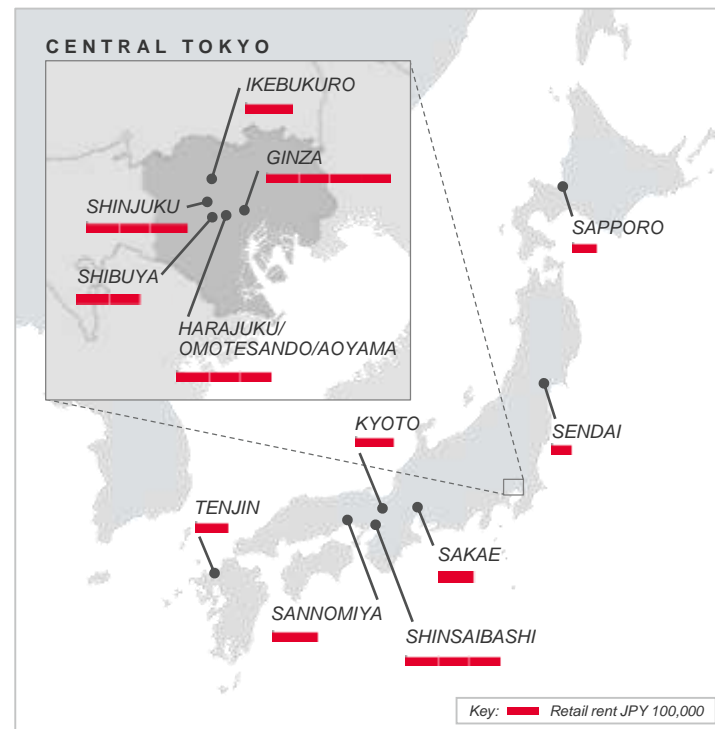 CENTRAL TOKYO
IKEBUKURO
GINZA
SHINJUKU
SHIBUYA
HARAJUKU/
OMOTESANDO/AOYAMA
SAPPORO
SENDAI
KYOTO
TENJIN
SAKAE
SANNOMIYA
SHINSAIBASHI
Key: Retail rent JPY 100,000